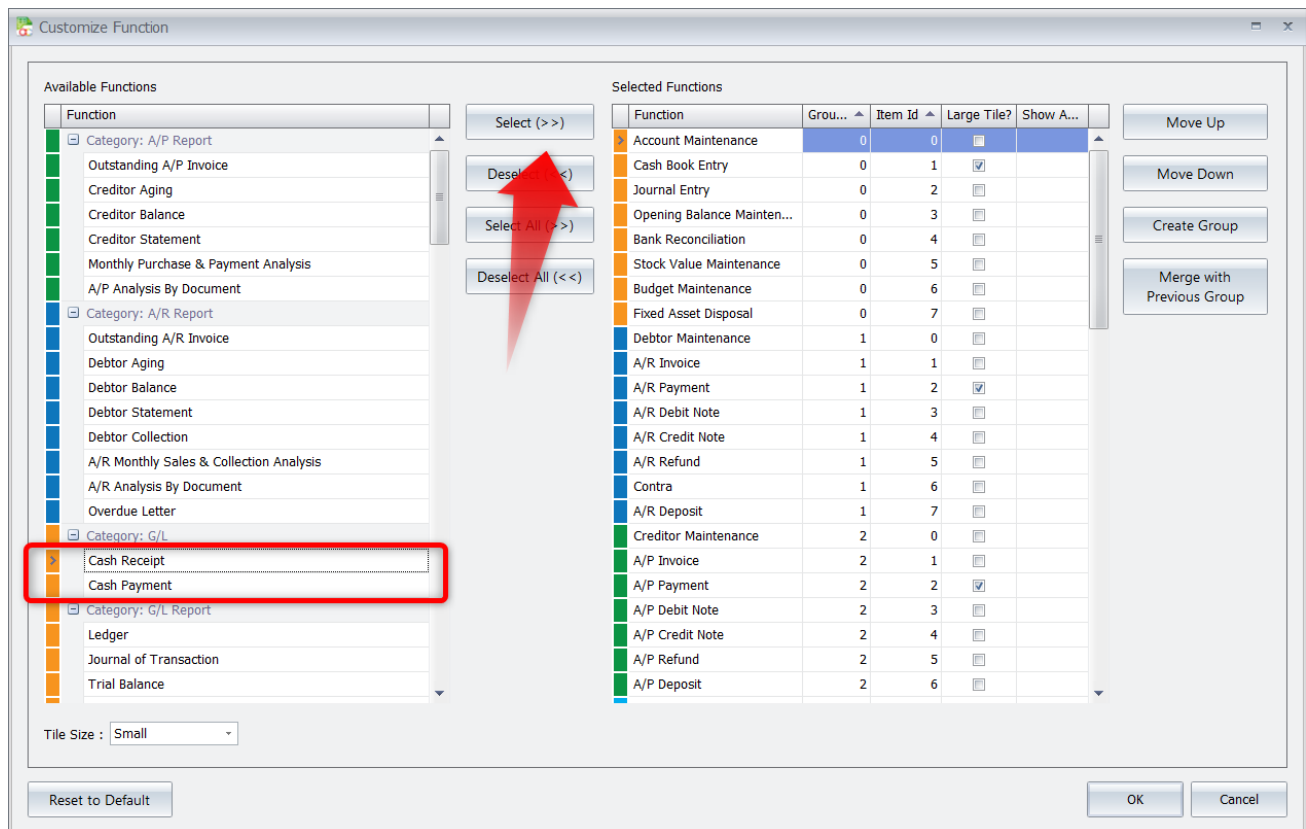 Customize Function
Available Functions
Function
Category: A/P Report
Outstanding A/P Invoice
Creditor Aging
Creditor Balance
Creditor Statement
Monthly Purchase & Payment Analysis
A/P Analysis By Document
Category: A/R Report
Outstanding A/R Invoice
Debtor Aging
Debtor Balance
Debtor Statement
Debtor Collection
A/R Monthly Sales & Collection Analysis
A/R Analysis By Document
Overdue Letter
Category: G/L
Cash Receipt
Cash Payment
Category: G/L Report
Ledger
Journal of Transaction
Trial Balance
Tile Size : Small
Select (>>)
Deselect (<<)
Select All (>>)
Deselect All (<<)
Selected Functions
Function Grou... Item Id Large Tile? Show A...
Account Maintenance 0 0
Cash Book Entry 0 1
Journal Entry 0 2
Opening Balance Mainten... 0 3
Bank Reconciliation 0 4
Stock Value Maintenance 0 5
Budget Maintenance 0 6
Fixed Asset Disposal 0 7
Debtor Maintenance 1 0
A/R Invoice 1 1
A/R Payment 1 2
A/R Debit Note 1 3
A/R Credit Note 1 4
A/R Refund 1 5
Contra 1 6
A/R Deposit 1 7
Creditor Maintenance 2 0
A/P Invoice 2 1
A/P Payment 2 2
A/P Debit Note 2 3
A/P Credit Note 2 4
A/P Refund 2 5
A/P Deposit 2 6
Move Up
Move Down
Create Group
Merge with
Previous Group
Reset to Default
OK
Cancel